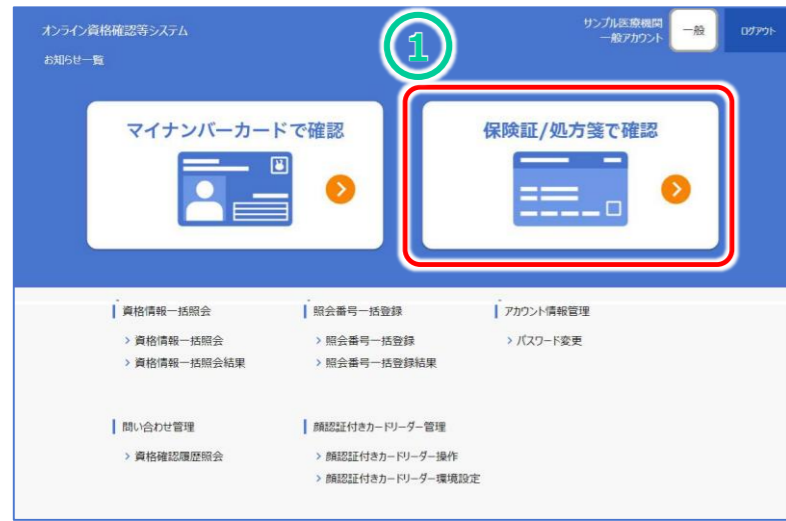 オンライン資格確認等システム
サンプル医療機関
一般アカウント
一般
ログアウト
お知らせ一覧
1
マイナンバーカードで確認
保険証/処方箋で確認
資格情報一括照会
照会番号一括登録
アカウント情報管理
> 資格情報一括照会
> 照会番号一括登録
> パスワード変更
> 資格情報一括照会結果
> 照会番号一括登録結果
問い合わせ管理
顔認証付きカードリーダー管理
> 資格確認履歴照会
> 顔認証付きカードリーダー操作
> 顔認証付きカードリーダー環境設定